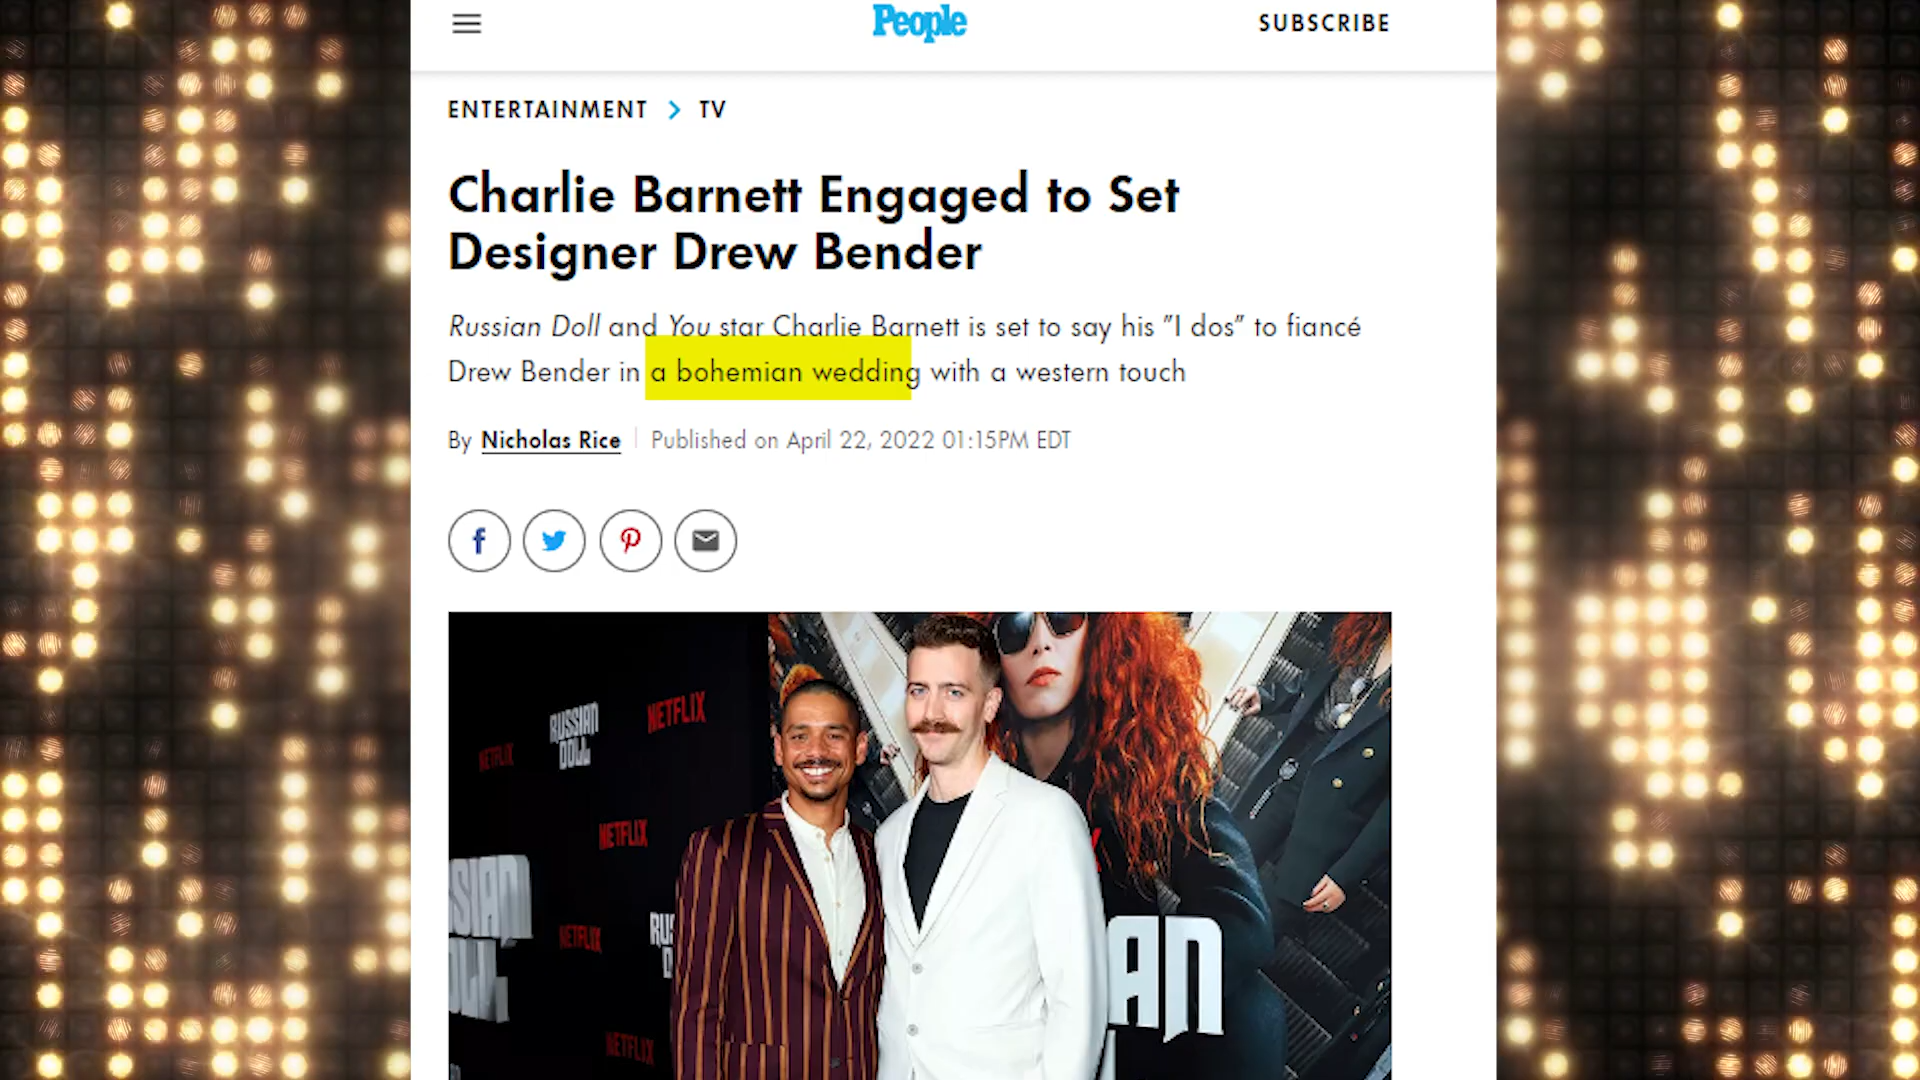 People
SUBSCRIBE
ENTERTAINMENT > TV
Charlie Barnett Engaged to Set
Designer Drew Bender
Russian Doll and You star Charlie Barnett is set to say his "I dos" to fiancé
Drew Bender in a bohemian wedding with a western touch
By Nicholas Rice | Published on April 22, 2022 01:15PM EDT
RUSSIAN
DOLL
NETFLIX
NETFLIX
NETFLIX
NETFLIX
NETFLIX